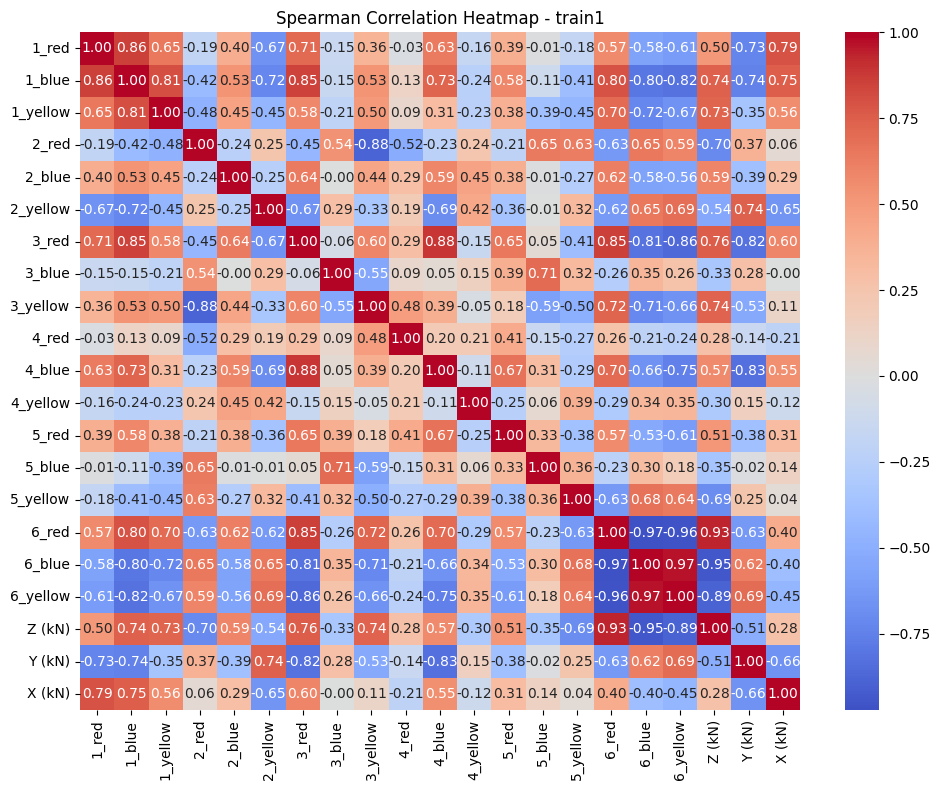 Spearman Correlation Heatmap - train1
1_red 1.00 0.86 0.65 -0.19 0.40 -0.67 0.71 -0.15 0.36 -0.03 0.63 -0.16 0.39 -0.01 -0.18 0.57 -0.58 -0.61 0.50 -0.73 0.79
1_blue 0.86 1.00 0.81 -0.42 0.53 -0.72 0.85 -0.15 0.53 0.13 0.73 -0.24 0.58 -0.11 -0.41 0.80 -0.80 -0.82 0.74 -0.74 0.75
1_yellow 0.65 0.81 1.00 -0.48 0.45 -0.45 0.58 -0.21 0.50 0.09 0.31 -0.23 0.38 -0.39 -0.45 0.70 -0.72 -0.67 0.73 -0.35 0.56
2_red -0.19 -0.42 -0.48 1.00 -0.24 0.25 -0.45 0.54 -0.88 -0.52 -0.23 0.24 -0.21 0.65 0.63 -0.63 0.65 0.59 -0.70 0.37 0.06
2_blue 0.40 0.53 0.45 -0.24 1.00 -0.25 0.64 -0.00 0.44 0.29 0.59 0.45 0.38 -0.01 -0.27 0.62 -0.58 -0.56 0.59 -0.39 0.29
2_yellow -0.67 -0.72 -0.45 0.25 -0.25 1.00 -0.67 0.29 -0.33 0.19 -0.69 0.42 -0.36 -0.01 0.32 -0.62 0.65 0.69 -0.54 0.74 -0.65
3_red 0.71 0.85 0.58 -0.45 0.64 -0.67 1.00 -0.06 0.60 0.29 0.88 -0.15 0.65 0.05 -0.41 0.85 -0.81 -0.86 0.76 -0.82 0.60
3_blue -0.15 -0.15 -0.21 0.54 -0.00 0.29 -0.06 1.00 -0.55 0.09 0.05 0.15 0.39 0.71 0.32 -0.26 0.35 0.26 -0.33 0.28 -0.00
3_yellow 0.36 0.53 0.50 -0.88 0.44 -0.33 0.60 -0.55 1.00 0.48 0.39 -0.05 0.18 -0.59 -0.50 0.72 -0.71 -0.66 0.74 -0.53 0.11
4_red -0.03 0.13 0.09 -0.52 0.29 0.19 0.29 0.09 0.48 1.00 0.20 0.21 0.41 -0.15 -0.27 0.26 -0.21 -0.24 0.28 -0.14 -0.21
4_blue 0.63 0.73 0.31 -0.23 0.59 -0.69 0.88 0.05 0.39 0.20 1.00 -0.11 0.67 0.31 -0.29 0.70 -0.66 -0.75 0.57 -0.83 0.55
4_yellow -0.16 -0.24 -0.23 0.24 0.45 0.42 -0.15 0.15 -0.05 0.21 -0.11 1.00 -0.25 0.06 0.39 -0.29 0.34 0.35 -0.30 0.15 -0.12
5_red 0.39 0.58 0.38 -0.21 0.38 -0.36 0.65 0.39 0.18 0.41 0.67 -0.25 1.00 0.33 -0.38 0.57 -0.53 -0.61 0.51 -0.38 0.31
5_blue -0.01 -0.11 -0.39 0.65 -0.01 -0.01 0.05 0.71 -0.59 -0.15 0.31 0.06 0.33 1.00 0.36 -0.23 0.30 0.18 -0.35 -0.02 0.14
5_yellow -0.18 -0.41 -0.45 0.63 -0.27 0.32 -0.41 0.32 -0.50 -0.27 -0.29 0.39 -0.38 0.36 1.00 -0.63 0.68 0.64 -0.69 0.25 0.04
6_red 0.57 0.80 0.70 -0.63 0.62 -0.62 0.85 -0.26 0.72 0.26 0.70 -0.29 0.57 -0.23 -0.63 1.00 -0.97 -0.96 0.93 -0.63 0.40
6_blue -0.58 -0.80 -0.72 0.65 -0.58 0.65 -0.81 0.35 -0.71 -0.21 -0.66 0.34 -0.53 0.30 0.68 -0.97 1.00 0.97 -0.95 0.62 -0.40
6_yellow -0.61 -0.82 -0.67 0.59 -0.56 0.69 -0.86 0.26 -0.66 -0.24 -0.75 0.35 -0.61 0.18 0.64 -0.96 0.97 1.00 -0.89 0.69 -0.45
Z (kN) 0.50 0.74 0.73 -0.70 0.59 -0.54 0.76 -0.33 0.74 0.28 0.57 -0.30 0.51 -0.35 -0.69 0.93 -0.95 -0.89 1.00 -0.51 0.28
Y (kN) -0.73 -0.74 -0.35 0.37 -0.39 0.74 -0.82 0.28 -0.53 -0.14 -0.83 0.15 -0.38 -0.02 0.25 -0.63 0.62 0.69 -0.51 1.00 -0.66
X (kN) 0.79 0.75 0.56 0.06 0.29 -0.65 0.60 -0.00 0.11 -0.21 0.55 -0.12 0.31 0.14 0.04 0.40 -0.40 -0.45 0.28 -0.66 1.00
1_red 1_blue 1_yellow 2_red 2_blue 2_yellow 3_red 3_blue 3_yellow 4_red 4_blue 4_yellow 5_red 5_blue 5_yellow 6_red 6_blue 6_yellow Z (kN) Y (kN) X (kN)
1.00
0.75
0.50
0.25
0.00
−0.25
−0.50
−0.75